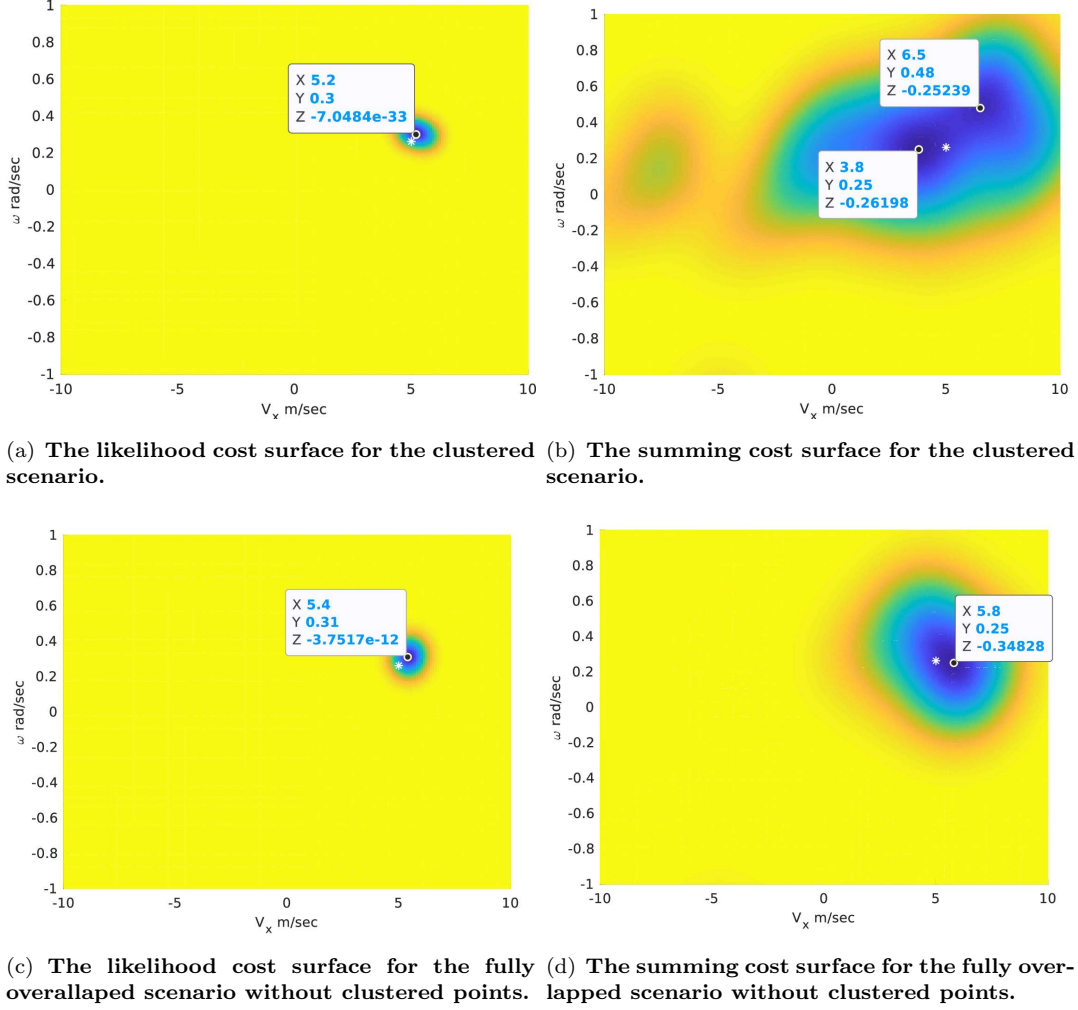 1
0.8
0.6
0.4
0.2
0
-0.2
-0.4
-0.6
-0.8
-1
ω rad/sec
X 5.2
Y 0.3
Z -7.0484e-33
-10
-5
0
5
10
V_x m/sec
(a) The likelihood cost surface for the clustered
scenario.
1
0.8
0.6
0.4
0.2
0
-0.2
-0.4
-0.6
-0.8
-1
ω rad/sec
X 6.5
Y 0.48
Z -0.25239
X 3.8
Y 0.25
Z -0.26198
-10
-5
0
5
10
V_x m/sec
(b) The summing cost surface for the clustered
scenario.
1
0.8
0.6
0.4
0.2
0
-0.2
-0.4
-0.6
-0.8
-1
ω rad/sec
X 5.4
Y 0.31
Z -3.7517e-12
-10
-5
0
5
10
V_x m/sec
(c) The likelihood cost surface for the fully
overallaped scenario without clustered points.
1
0.8
0.6
0.4
0.2
0
-0.2
-0.4
-0.6
-0.8
-1
ω rad/sec
X 5.8
Y 0.25
Z -0.34828
-10
-5
0
5
10
V_x m/sec
(d) The summing cost surface for the fully over-
lapped scenario without clustered points.